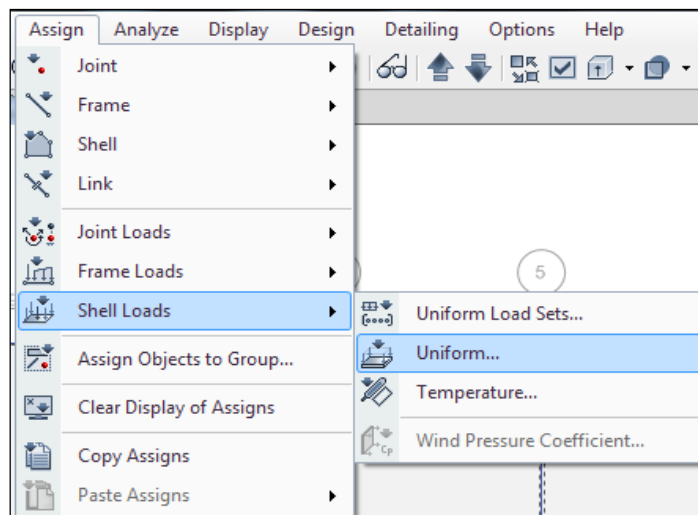 Assign Analyze Display Design Detailing Options Help
Joint
Frame
Shell
Link
Joint Loads
Frame Loads
Shell Loads
Assign Objects to Group...
Clear Display of Assigns
Copy Assigns
Paste Assigns
5
Uniform Load Sets...
Uniform...
Temperature...
Cp Wind Pressure Coefficient...